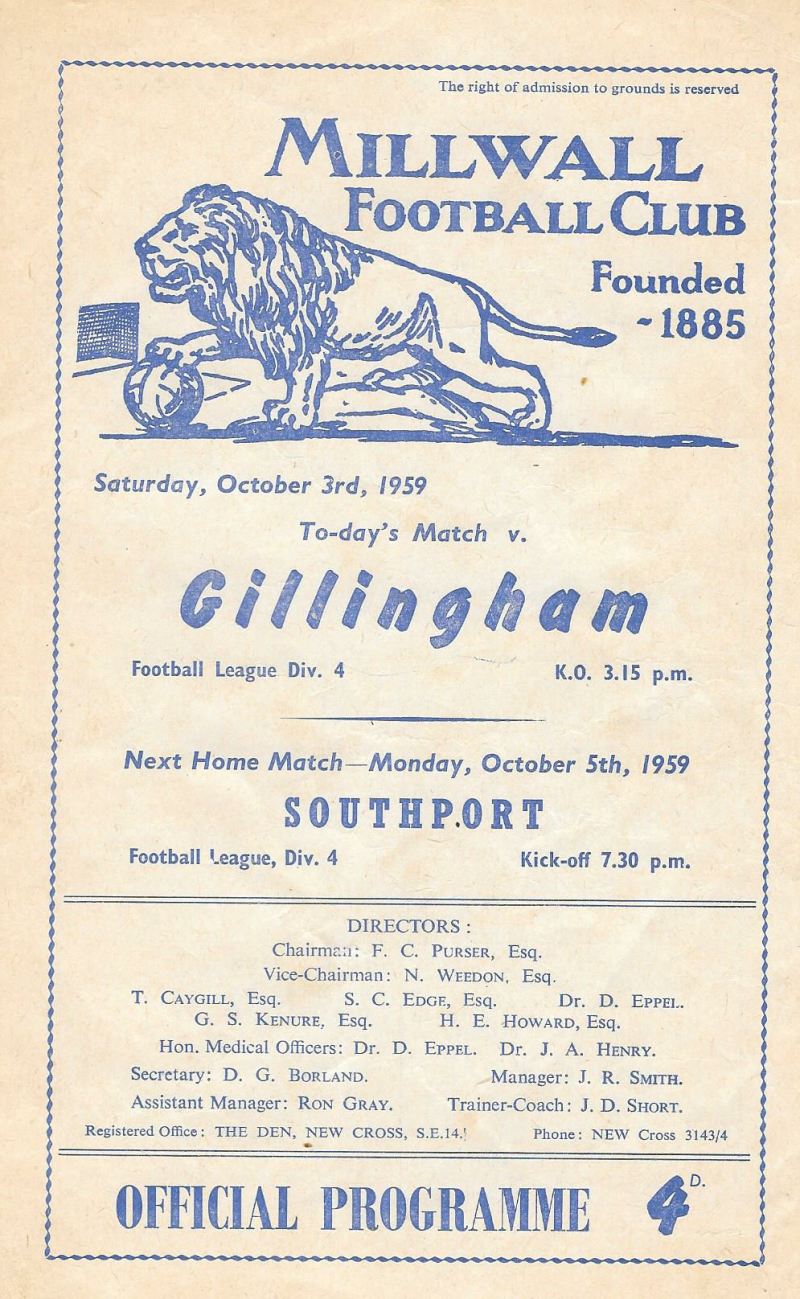 The right of admission to grounds is reserved
MILLWALL
FOOTBALL CLUB
Founded
~1885
Saturday, October 3rd, 1959
To-day's Match v.
Gillingham
Football League Div. 4 K.O. 3.15 p.m.
Next Home Match—Monday, October 5th, 1959
SOUTHPORT
Football League, Div. 4 Kick-off 7.30 p.m.
DIRECTORS :
Chairman: F. C. PURSER, Esq.
Vice-Chairman: N. WEEDON, Esq.
T. CAYGILL, Esq. S. C. EDGE, Esq. Dr. D. EPPEL.
G. S. KENURE, Esq. H. E. HOWARD, Esq.
Hon. Medical Officers: Dr. D. EPPEL. Dr. J. A. HENRY.
Secretary: D. G. BORLAND. Manager: J. R. SMITH.
Assistant Manager: RON GRAY. Trainer-Coach: J. D. SHORT.
Registered Office: THE DEN, NEW CROSS, S.E.14. Phone: NEW Cross 3143/4
OFFICIAL PROGRAMME 4D.